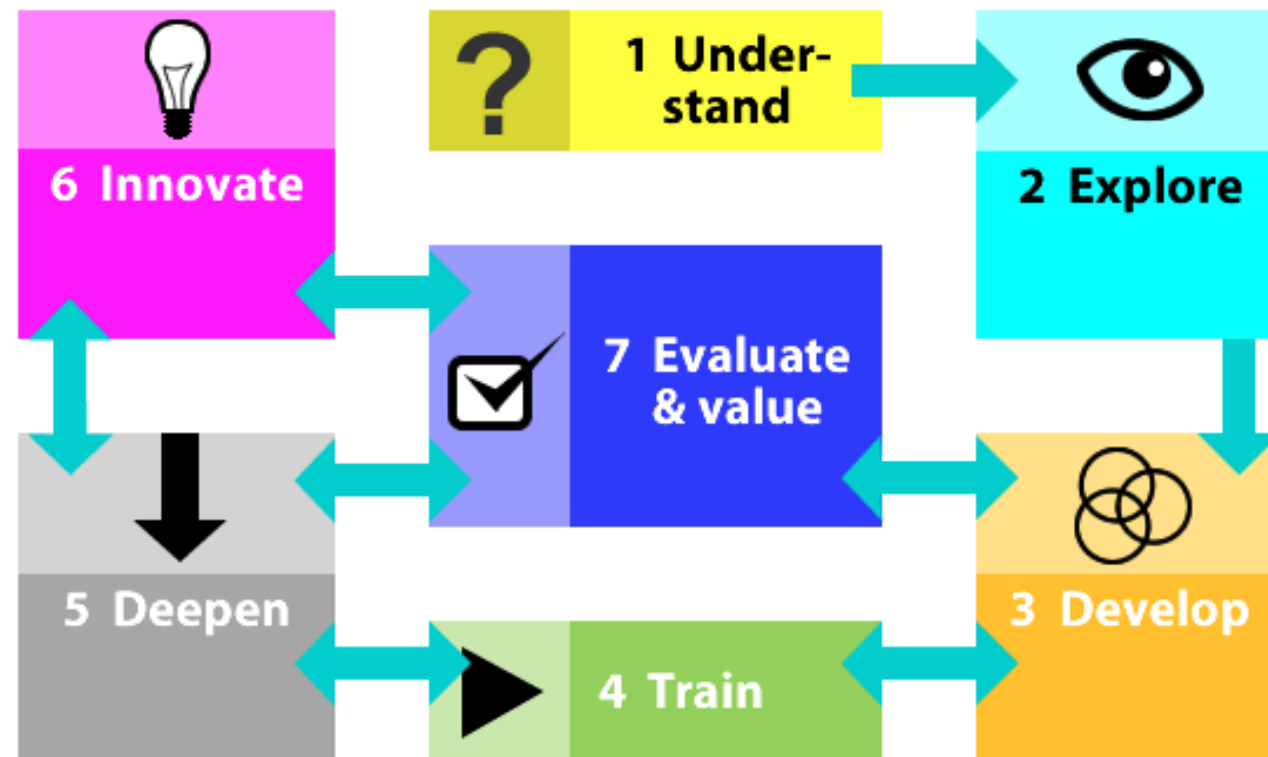 1 Under-
stand
2 Explore
3 Develop
4 Train
5 Deepen
6 Innovate
7 Evaluate
& value
?